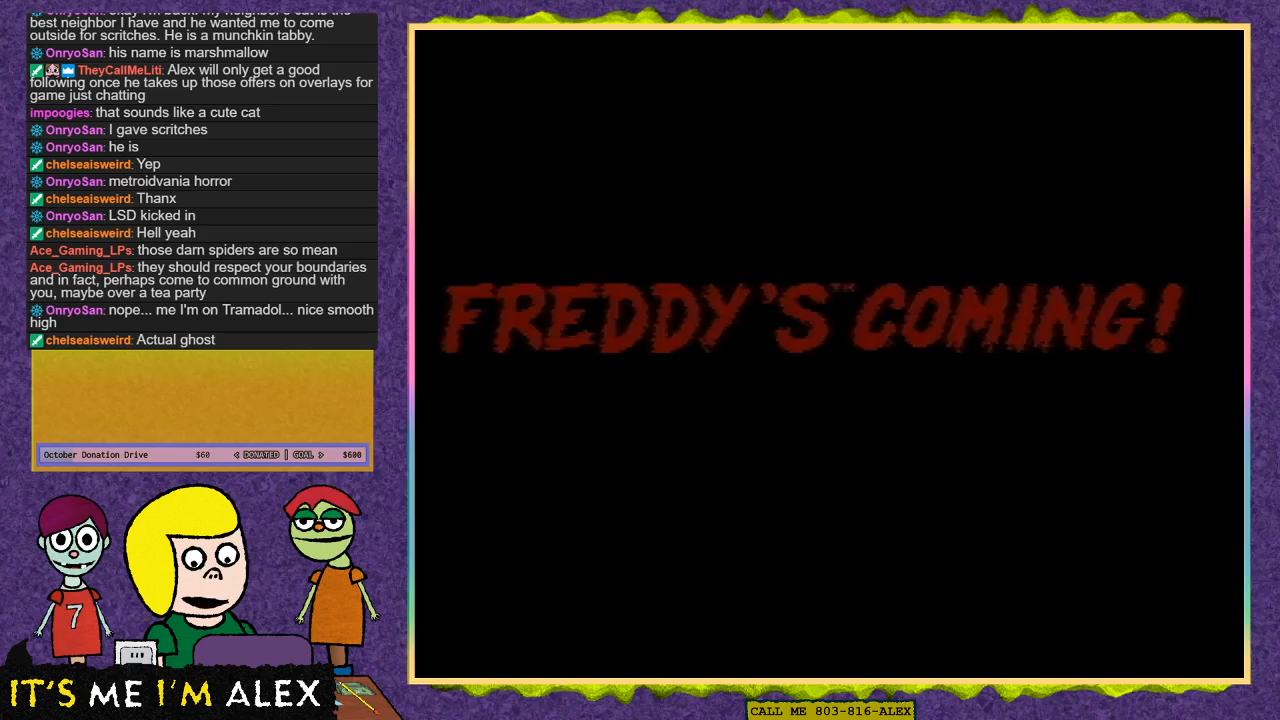 best neighbor I have and he wanted me to come
outside for scritches. He is a munchkin tabby.
OnryoSan: his name is marshmallow
TheyCallMeLiti: Alex will only get a good
following once he takes up those offers on overlays for
game just chatting
impoogies: that sounds like a cute cat
OnryoSan: I gave scritches
OnryoSan: he is
chelseaisweird: Yep
OnryoSan: metroidvania horror
chelseaisweird: Thanx
OnryoSan: LSD kicked in
chelseaisweird: Hell yeah
Ace_Gaming_LPs: those darn spiders are so mean
Ace_Gaming_LPs: they should respect your boundaries
and in fact, perhaps come to common ground with
you, maybe over a tea party
OnryoSan: nope... me I'm on Tramadol... nice smooth
high
chelseaisweird: Actual ghost
October Donation Drive $60 < DONATED | GOAL > $600
7
IT'S ME I'M ALEX
FREDDY'S™ COMING!
CALL ME 803-816-ALEX